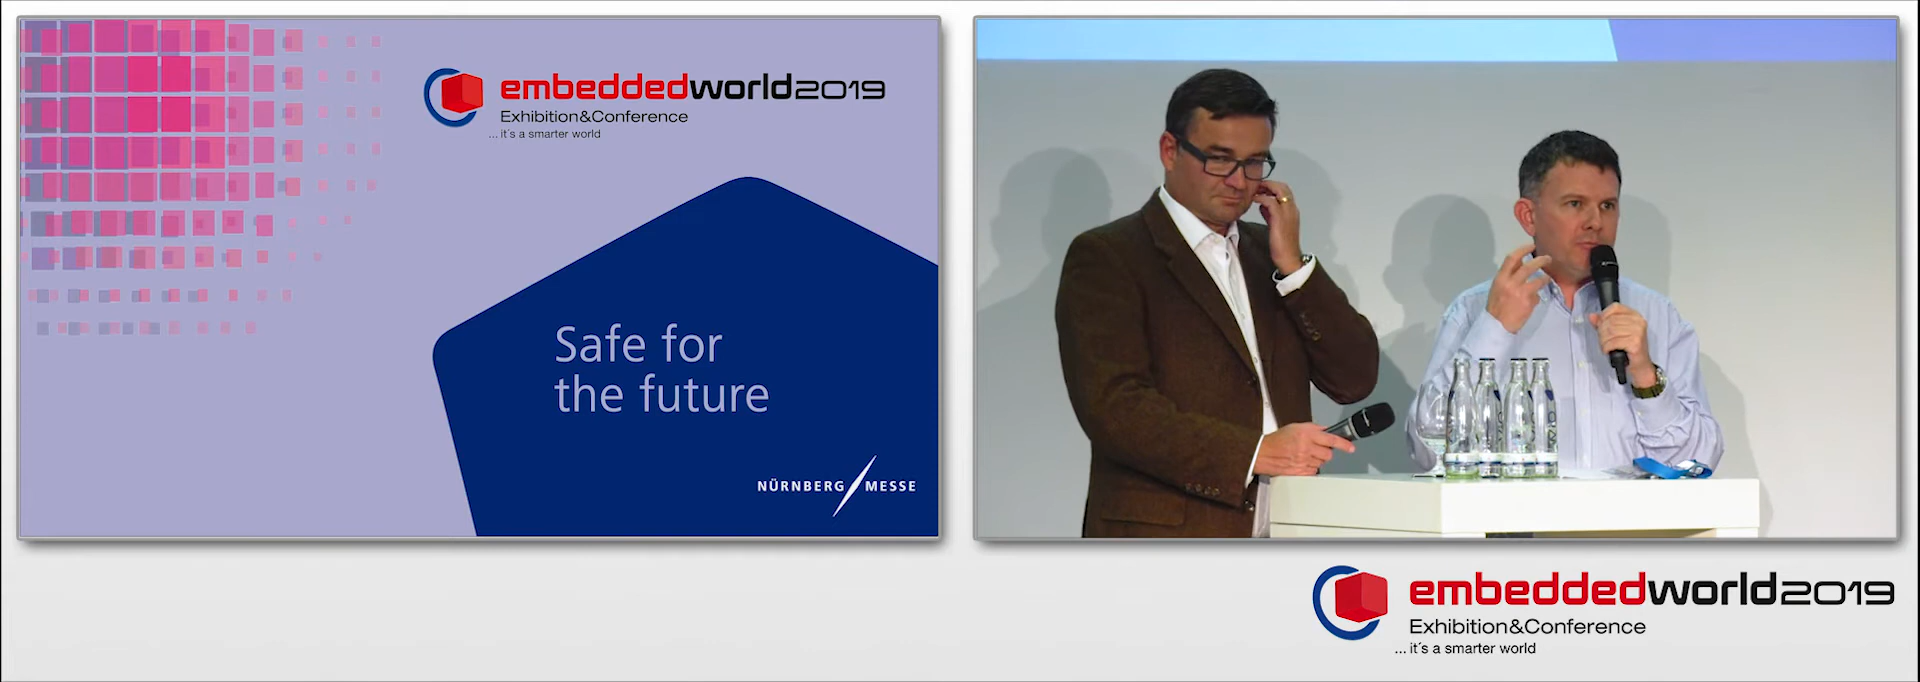 embeddedworld2019
Exhibition&Conference
... it´s a smarter world
Safe for
the future
NÜRNBERG MESSE
embeddedworld2019
Exhibition&Conference
... it´s a smarter world